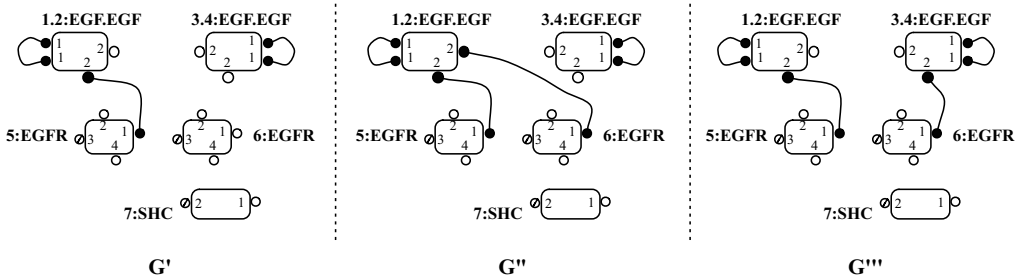 1.2:EGF.EGF 3.4:EGF.EGF
1 1 2 2
2 2 1 1
5:EGFR 3 2 1 4
3 2 4 6:EGFR
7:SHC 2 1
G'
1.2:EGF.EGF 3.4:EGF.EGF
1 1 2 2
2 2 1 1
5:EGFR 3 2 1 4
3 2 1 4 6:EGFR
7:SHC 2 1
G''
1.2:EGF.EGF 3.4:EGF.EGF
1 1 2 2
2 2 1 1
5:EGFR 3 2 1 4
3 2 1 4 6:EGFR
7:SHC 2 1
G'''